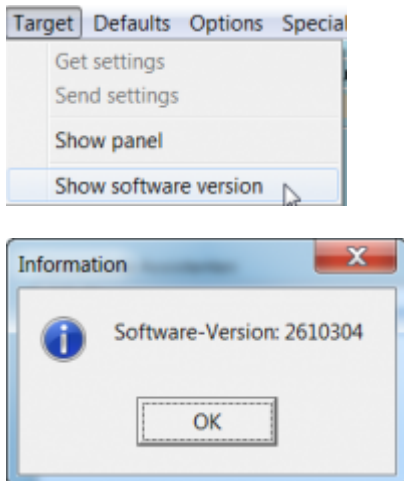 Target Defaults Options Special
Get settings
Send settings
Show panel
Show software version
Information
Software-Version: 2610304
OK